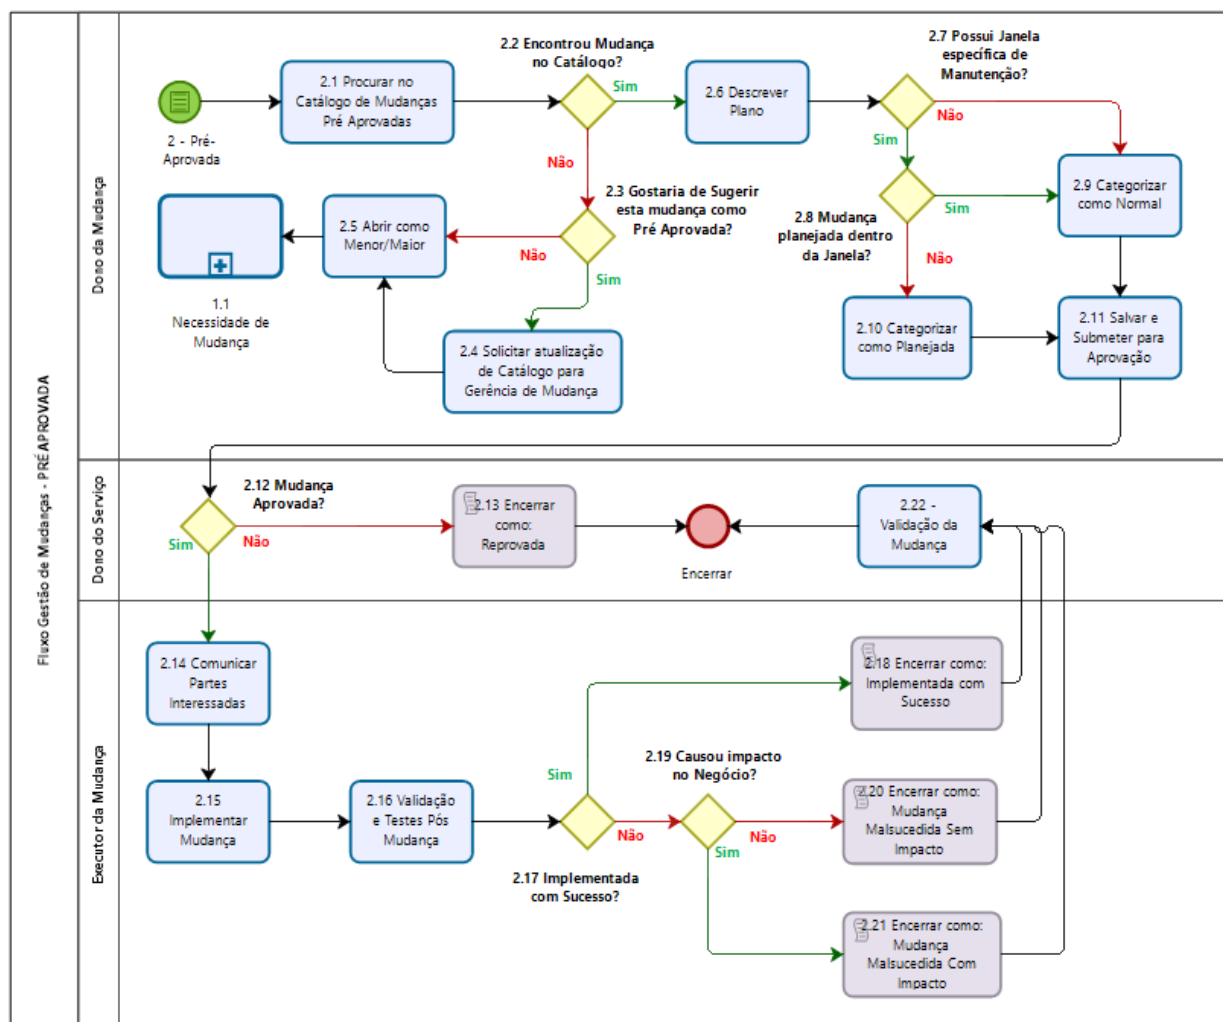 Fluxo Gestão de Mudanças - PRÉ APROVADA
Dono da Mudança
2 - Pré-
Aprovada
2.1 Procurar no
Catálogo de Mudanças
Pré Aprovadas
2.2 Encontrou Mudança
no Catálogo?
Sim
Não
2.6 Descrever
Plano
2.7 Possui Janela
específica de
Manutenção?
Não
Sim
2.3 Gostaria de Sugerir
esta mudança como
Pré Aprovada?
Não
Sim
2.5 Abrir como
Menor/Maior
1.1
Necessidade de
Mudança
2.4 Solicitar atualização
de Catálogo para
Gerência de Mudança
2.8 Mudança
planejada dentro
da Janela?
Sim
Não
2.9 Categorizar
como Normal
2.10 Categorizar
como Planejada
2.11 Salvar e
Submeter para
Aprovação
Dono do Serviço
2.12 Mudança
Aprovada?
Sim
Não
2.13 Encerrar
como:
Reprovada
Encerrar
2.22 -
Validação da
Mudança
Executor da Mudança
2.14 Comunicar
Partes
Interessadas
2.15
Implementar
Mudança
2.16 Validação
e Testes Pós
Mudança
Sim
Não
2.17 Implementada
com Sucesso?
2.18 Encerrar como:
Implementada com
Sucesso
2.19 Causou impacto
no Negócio?
Não
Sim
2.20 Encerrar como:
Mudança
Malsucedida Sem
Impacto
2.21 Encerrar como:
Mudança
Malsucedida Com
Impacto